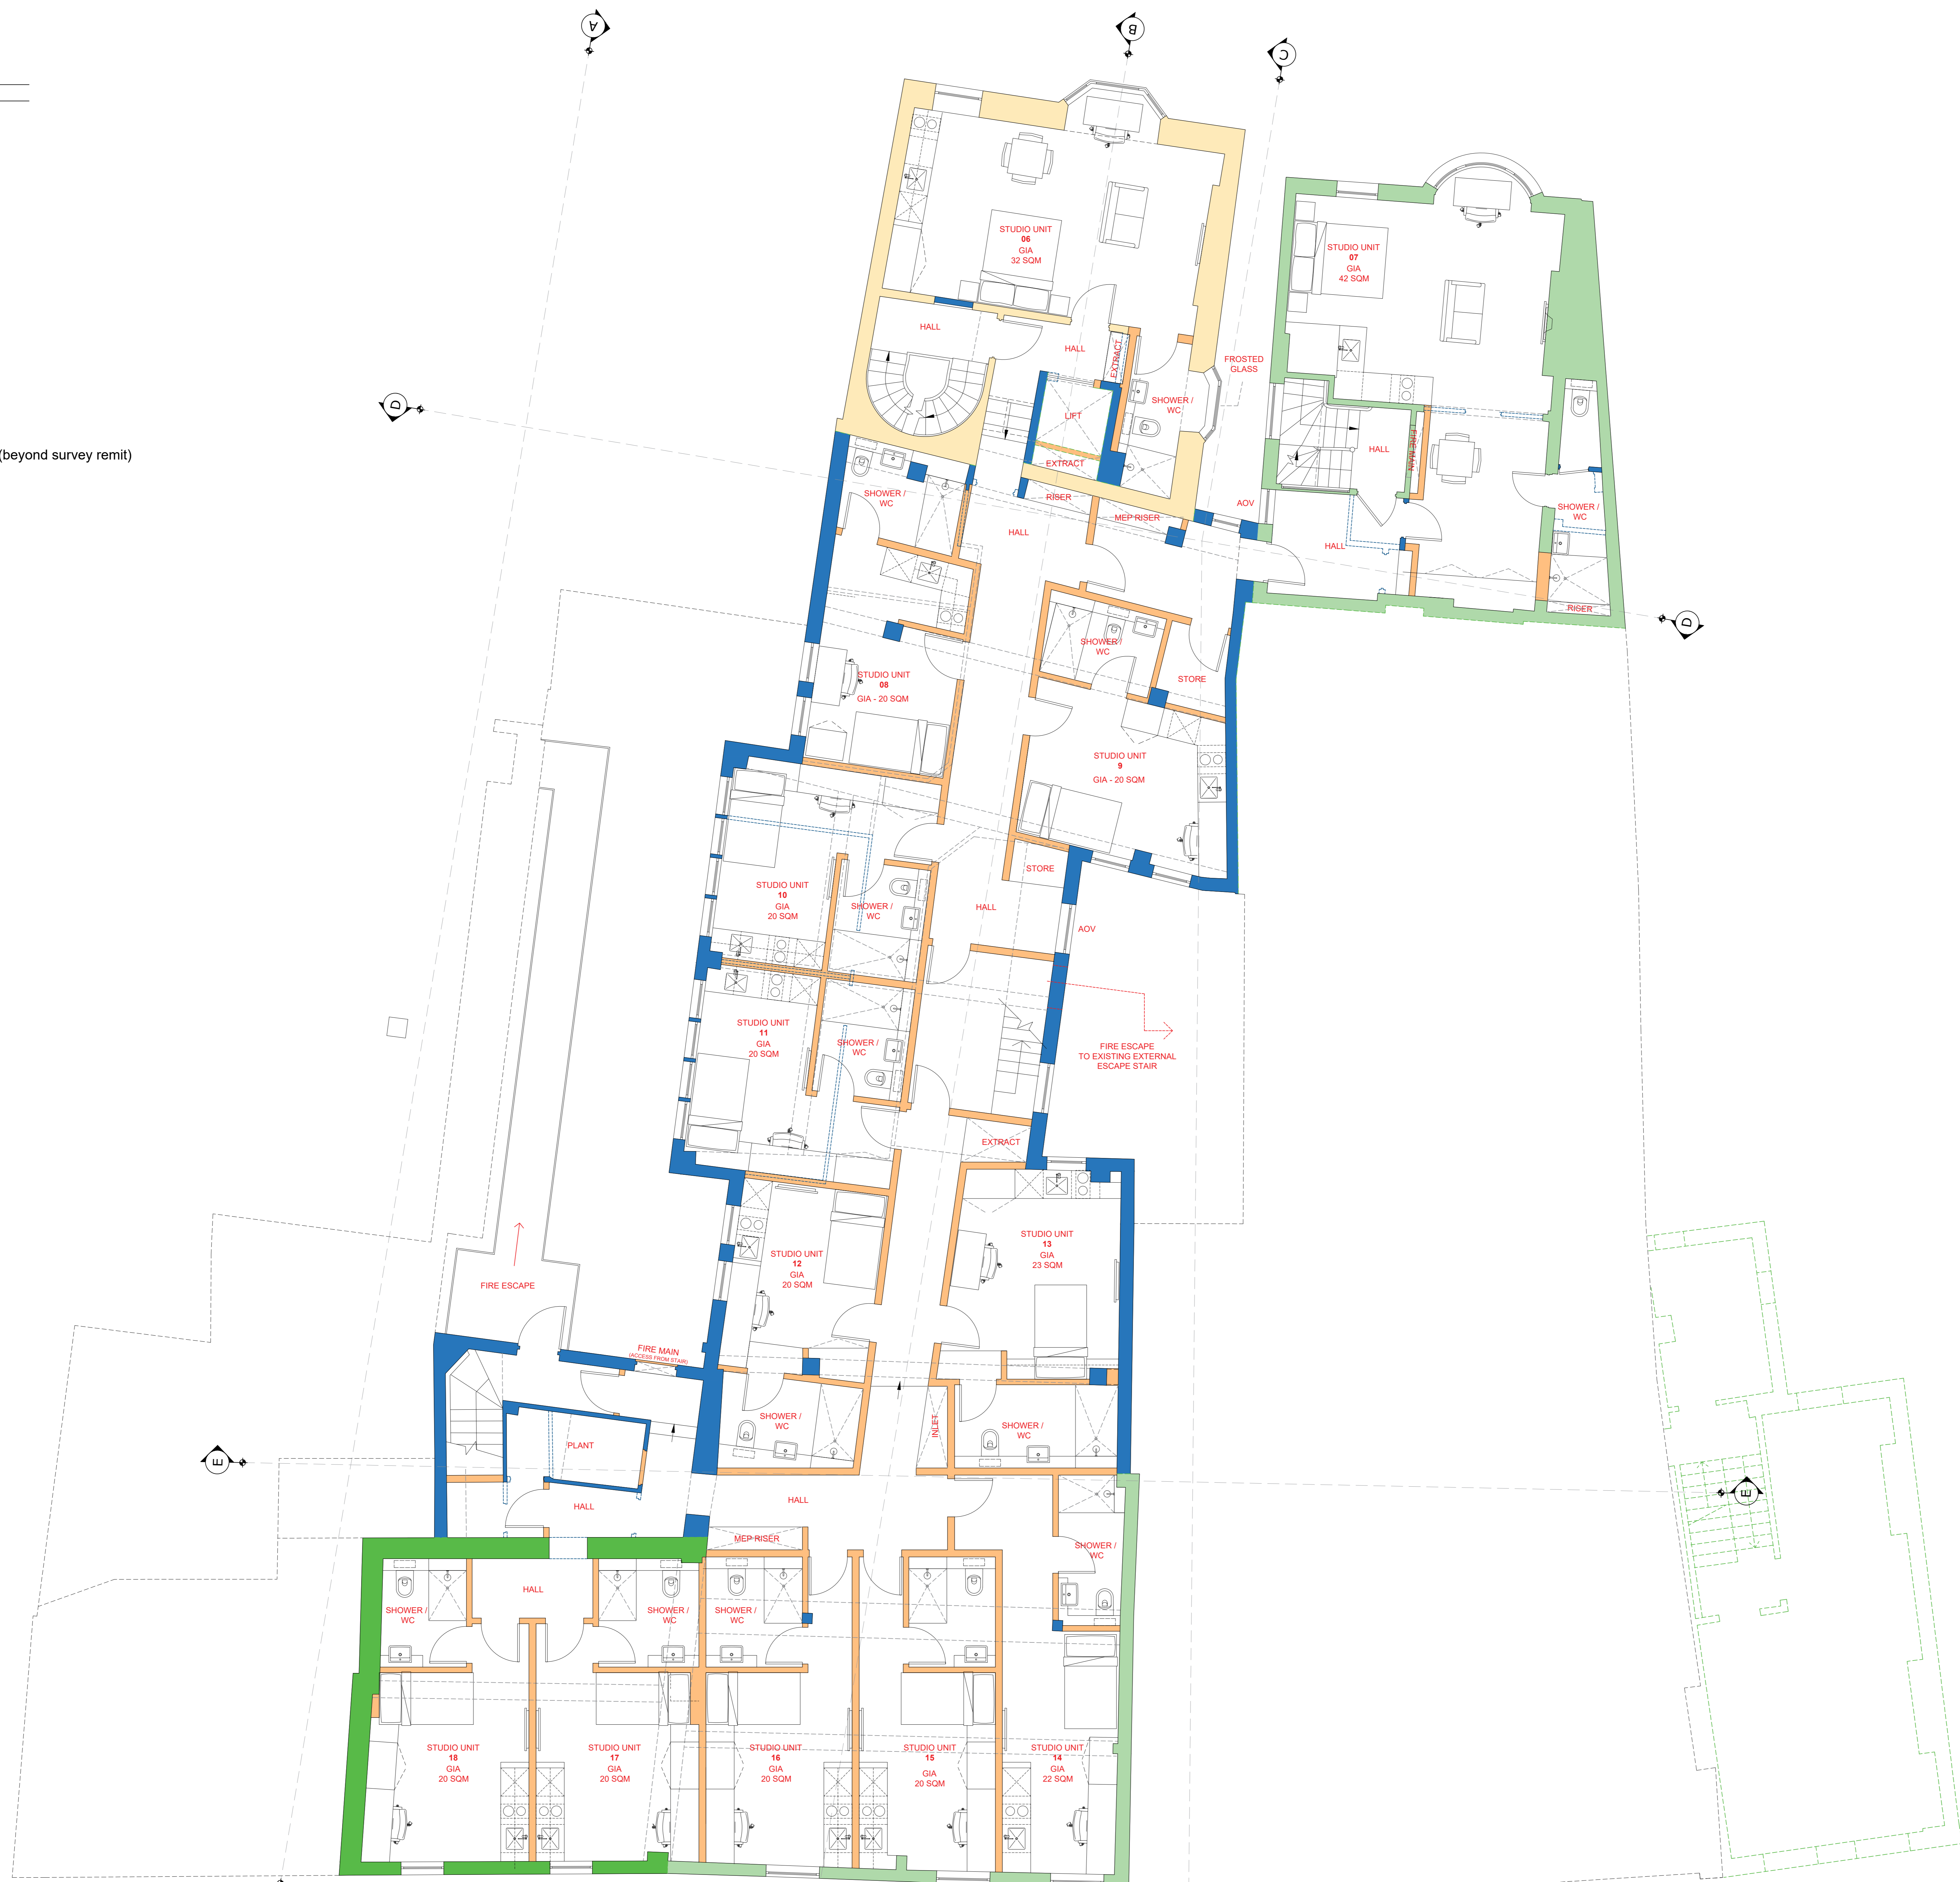 A
B
C
(beyond survey remit)
STUDIO UNIT
06
GIA
32 SQM
STUDIO UNIT
07
GIA
42 SQM
HALL
HALL
EXTRACT
FROSTED
GLASS
D
LIFT
SHOWER /
WC
HALL
FIRE MAIN
EXTRACT
SHOWER /
WC
RISER
MEP RISER
AOV
SHOWER /
WC
HALL
HALL
RISER
D
SHOWER /
WC
STORE
STUDIO UNIT
08
GIA - 20 SQM
STUDIO UNIT
9
GIA - 20 SQM
STORE
STUDIO UNIT
10
GIA
20 SQM
SHOWER /
WC
HALL
AOV
STUDIO UNIT
11
GIA
20 SQM
SHOWER /
WC
FIRE ESCAPE
TO EXISTING EXTERNAL
ESCAPE STAIR
EXTRACT
STUDIO UNIT
12
GIA
20 SQM
STUDIO UNIT
13
GIA
23 SQM
FIRE ESCAPE
FIRE MAIN
(ACCESS FROM STAIR)
SHOWER /
WC
INLET
SHOWER /
WC
PLANT
E
E
HALL
HALL
MEP RISER
SHOWER /
WC
HALL
SHOWER /
WC
SHOWER /
WC
SHOWER /
WC
STUDIO UNIT
18
GIA
20 SQM
STUDIO UNIT
17
GIA
20 SQM
STUDIO UNIT
16
GIA
20 SQM
STUDIO UNIT
15
GIA
20 SQM
STUDIO UNIT
14
GIA
22 SQM